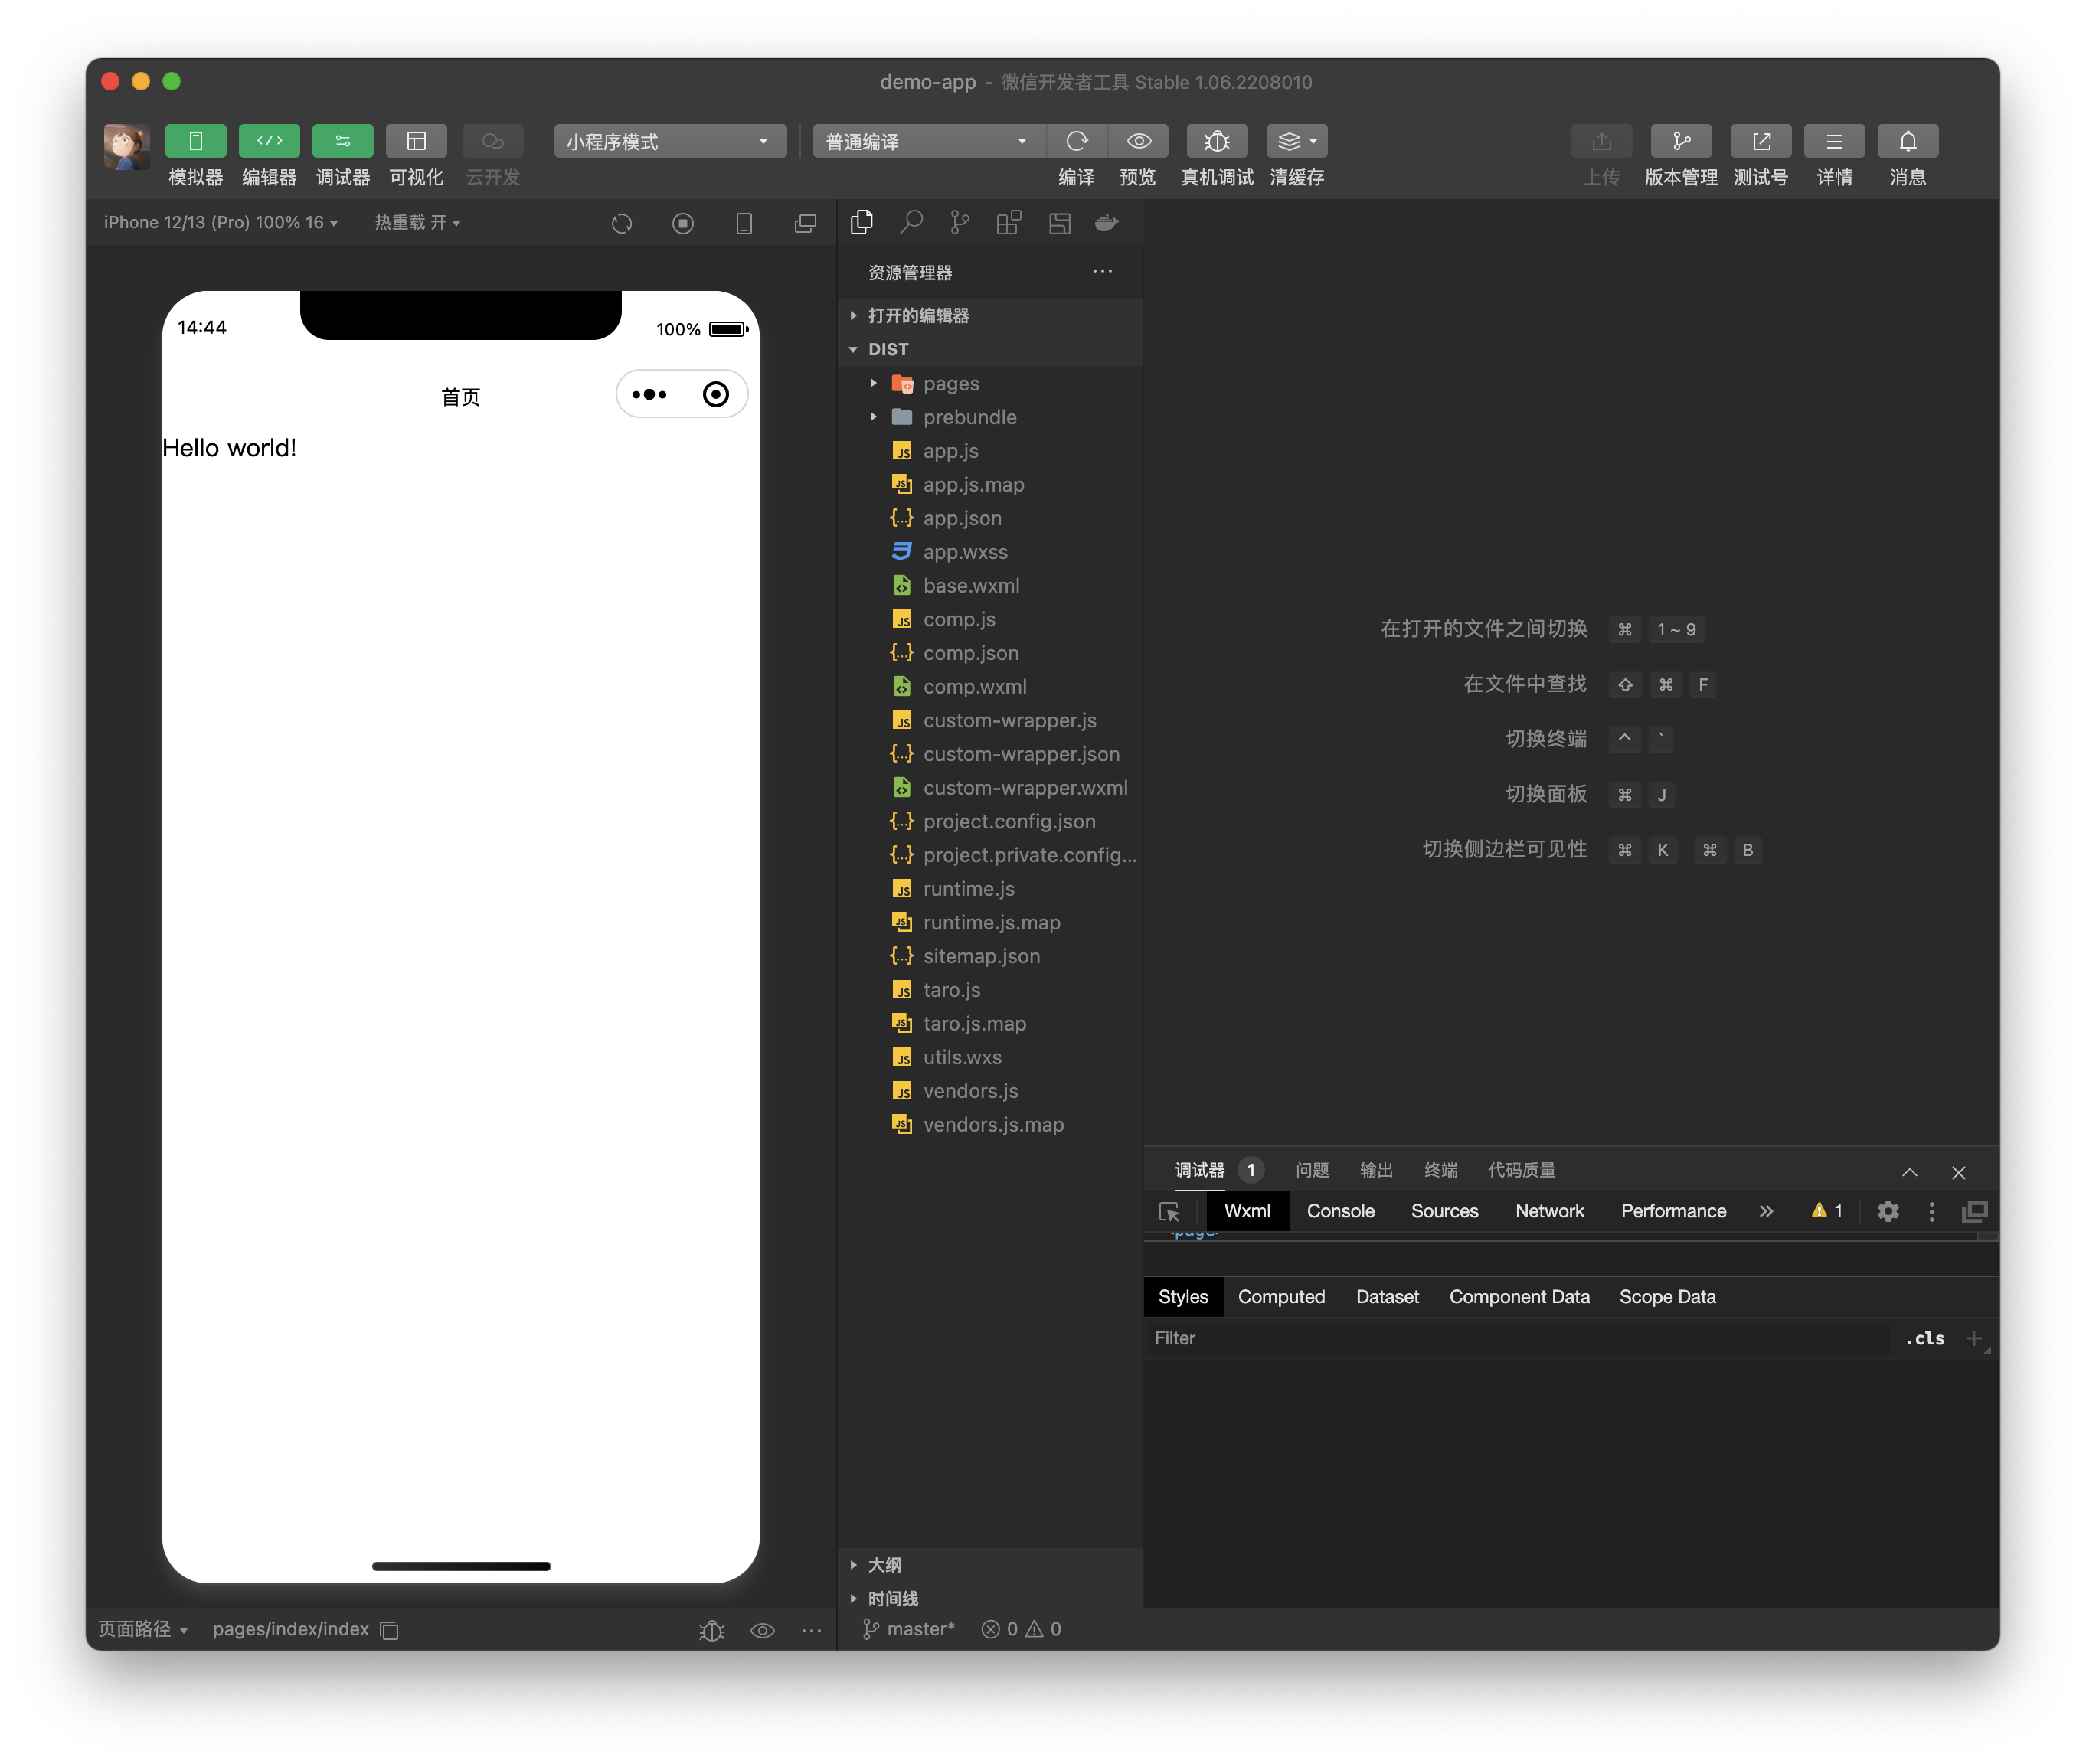 demo-app - 微信开发者工具 Stable 1.06.2208010
模拟器 编辑器 调试器 可视化 云开发
小程序模式
普通编译
编译 预览 真机调试 清缓存
上传 版本管理 测试号 详情 消息
iPhone 12/13 (Pro) 100% 16
热重载 开
14:44
100%
首页
Hello world!
页面路径
pages/index/index
资源管理器
打开的编辑器
DIST
pages
prebundle
app.js
app.js.map
app.json
app.wxss
base.wxml
comp.js
comp.json
comp.wxml
custom-wrapper.js
custom-wrapper.json
custom-wrapper.wxml
project.config.json
project.private.config...
runtime.js
runtime.js.map
sitemap.json
taro.js
taro.js.map
utils.wxs
vendors.js
vendors.js.map
大纲
时间线
master* 0 0
在打开的文件之间切换 ⌘ 1 ~ 9
在文件中查找 ⇧ ⌘ F
切换终端 ^ `
切换面板 ⌘ J
切换侧边栏可见性 ⌘ K ⌘ B
调试器 1 问题 输出 终端 代码质量
Wxml Console Sources Network Performance 1
<page>
Styles Computed Dataset Component Data Scope Data
Filter .cls